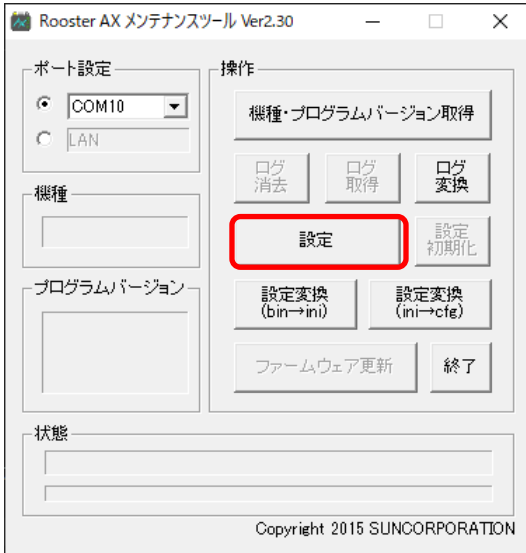 Rooster AX メンテナンスツール Ver2.30
ポート設定
COM10
LAN
機種
プログラムバージョン
操作
機種・プログラムバージョン取得
ログ
消去
ログ
取得
ログ
変換
設定
設定
初期化
設定変換
(bin→ini)
設定変換
(ini→cfg)
ファームウェア更新
終了
状態
Copyright 2015 SUNCORPORATION